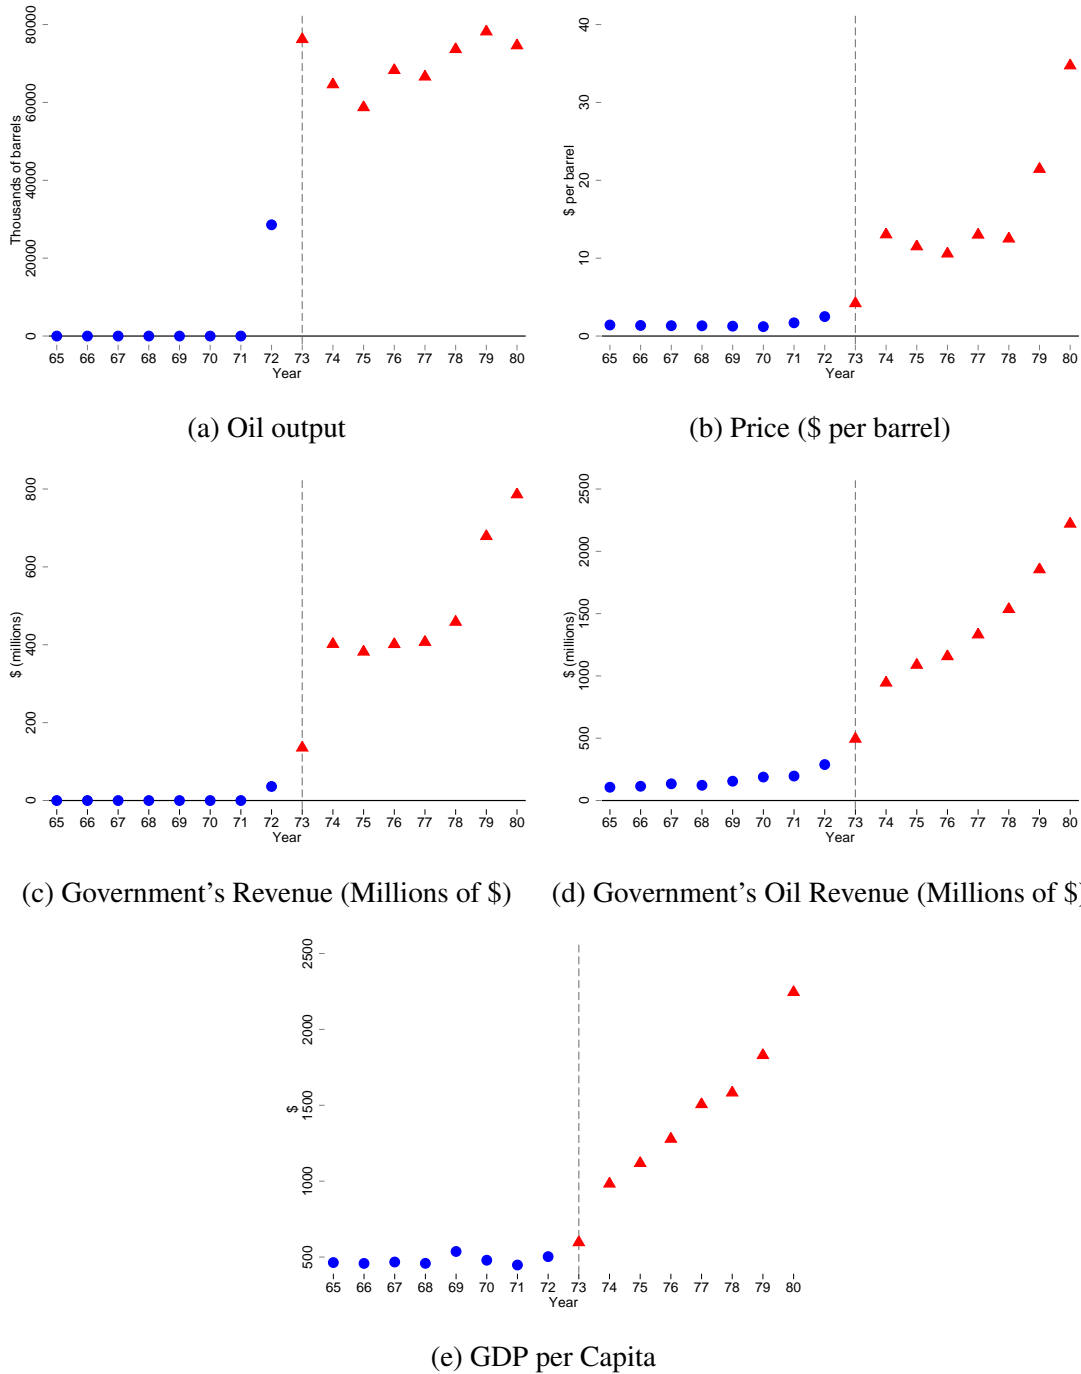 80000
60000
40000
20000
0
Thousands of barrels
65 66 67 68 69 70 71 72 73 74 75 76 77 78 79 80
Year
(a) Oil output
40
30
20
10
0
$ per barrel
65 66 67 68 69 70 71 72 73 74 75 76 77 78 79 80
Year
(b) Price ($ per barrel)
800
600
400
200
0
$ (millions)
65 66 67 68 69 70 71 72 73 74 75 76 77 78 79 80
Year
(c) Government's Revenue (Millions of $)
2500
2000
1500
1000
500
0
$ (millions)
65 66 67 68 69 70 71 72 73 74 75 76 77 78 79 80
Year
(d) Government's Oil Revenue (Millions of $)
2500
2000
1500
1000
500
$
65 66 67 68 69 70 71 72 73 74 75 76 77 78 79 80
Year
(e) GDP per Capita